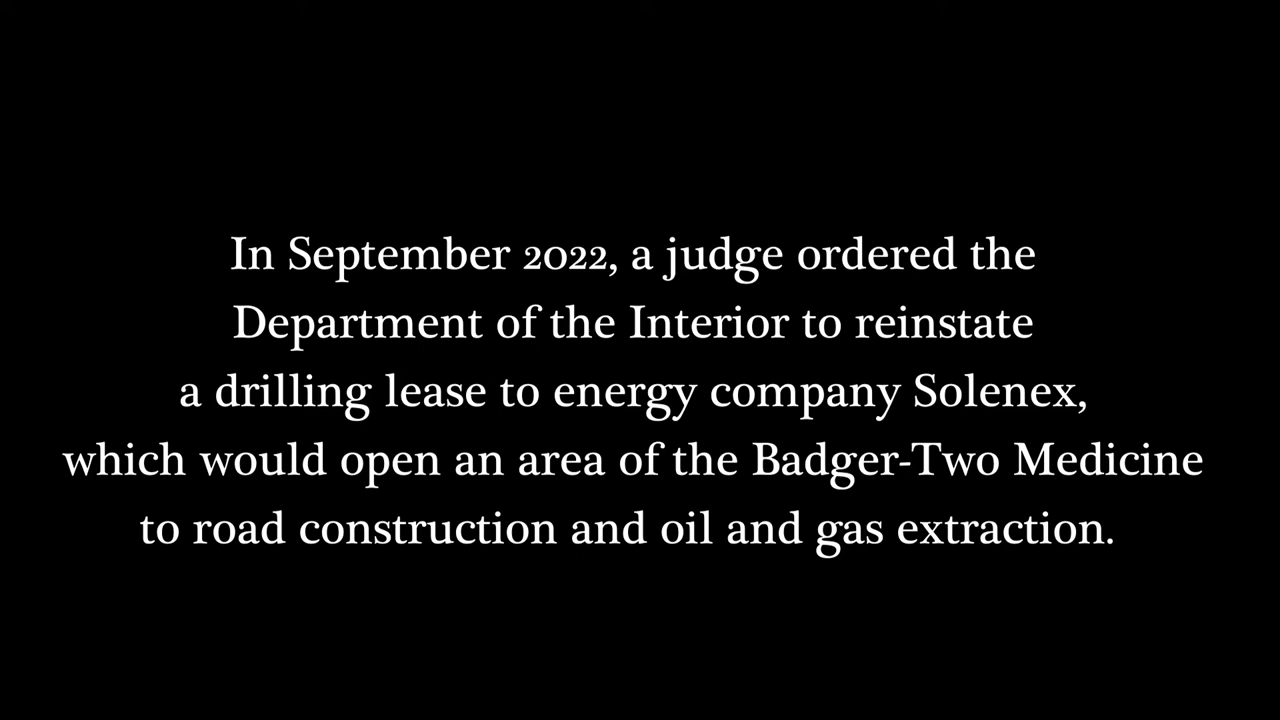 In September 2022, a judge ordered the
Department of the Interior to reinstate
a drilling lease to energy company Solenex,
which would open an area of the Badger-Two Medicine
to road construction and oil and gas extraction.